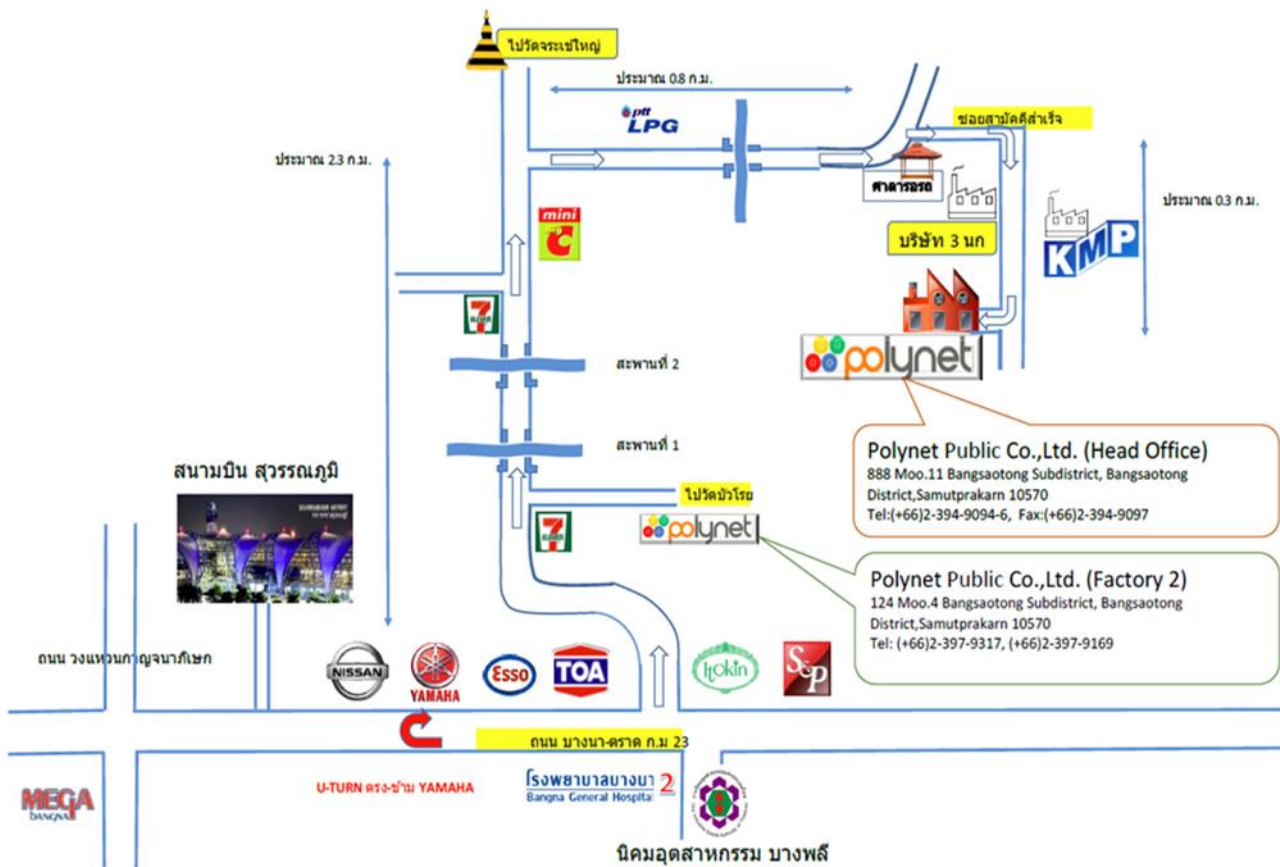 ไปวัดจระเข้ใหญ่
ประมาณ 0.8 ก.ม.
ptt
LPG
ซอยสามัคคีสำเร็จ
ประมาณ 2.3 ก.ม.
ศาลารอรถ
ประมาณ 0.3 ก.ม.
mini
C
บริษัท 3 นก
KMP
7
ELEVEN
polynet
สะพานที่ 2
สะพานที่ 1
Polynet Public Co.,Ltd. (Head Office)
888 Moo.11 Bangsaotong Subdistrict, Bangsaotong
District,Samutprakarn 10570
Tel:(+66)2-394-9094-6, Fax:(+66)2-394-9097
สนามบิน สุวรรณภูมิ
ไปวัดบัวโรย
7
ELEVEN
polynet
Polynet Public Co.,Ltd. (Factory 2)
124 Moo.4 Bangsaotong Subdistrict, Bangsaotong
District,Samutprakarn 10570
Tel: (+66)2-397-9317, (+66)2-397-9169
ถนน วงแหวนกาญจนาภิเษก
NISSAN
YAMAHA
Esso
TOA
Itokin
S&P
ถนน บางนา-ตราด ก.ม 23
MEGA
BANGNA
U-TURN ตรง-ข้าม YAMAHA
โรงพยาบาลบางนา 2
Bangna General Hospital
นิคมอุตสาหกรรม บางพลี